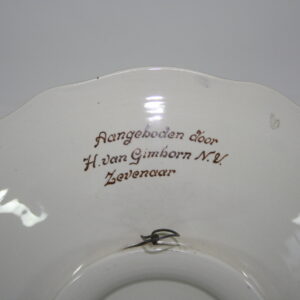 Aangeboden door
H. van Gimborn N.V.
Zevenaar